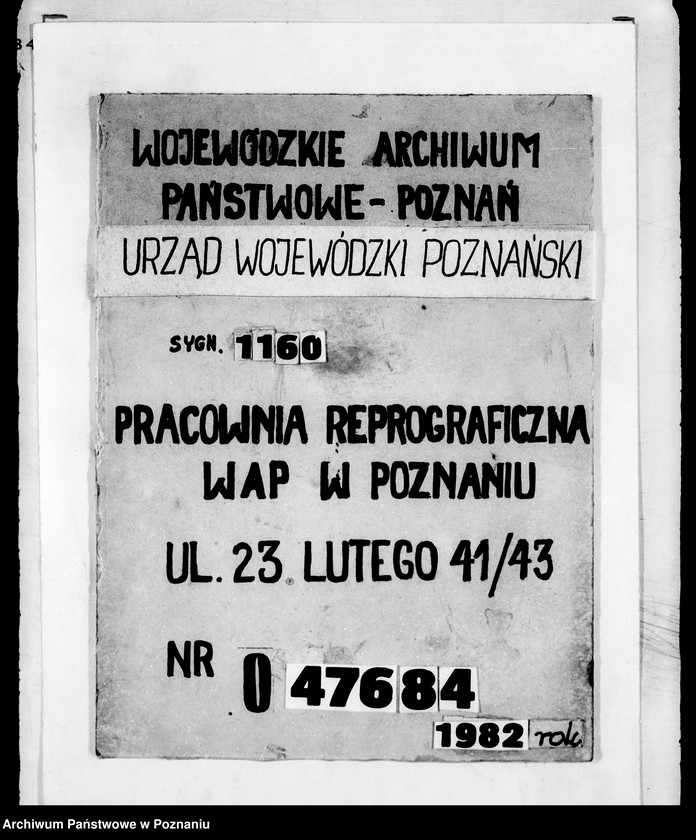 WOJEWÓDZKIE ARCHIWUM
PAŃSTWOWE - POZNAŃ
URZĄD WOJEWÓDZKI POZNAŃSKI
SYGN. 1160
PRACOWNIA REPROGRAFICZNA
WAP W POZNANIU
UL. 23 LUTEGO 41/43
NR 0 47684
1982 rok.
Archiwum Państwowe w Poznaniu